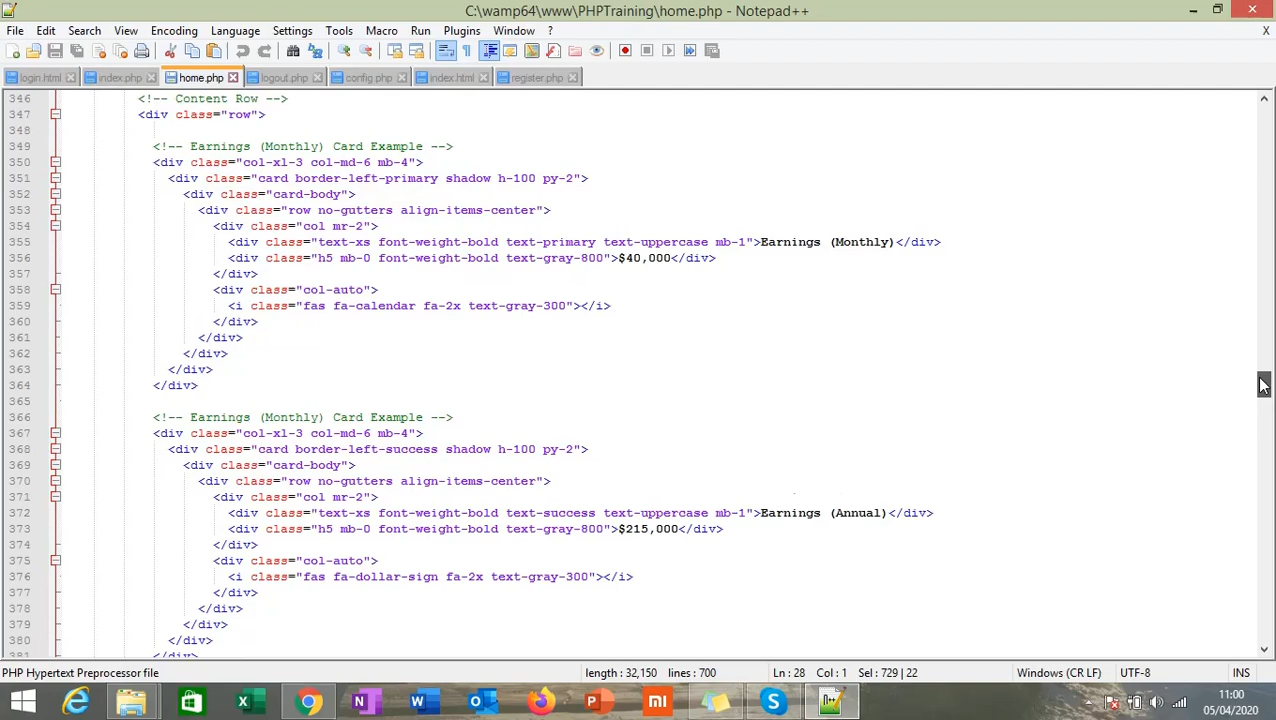 C:\wamp64\www\PHPTraining\home.php - Notepad++
File Edit Search View Encoding Language Settings Tools Macro Run Plugins Window ? X
login.html index.php home.php logout.php config.php index.html register.php
346 <!-- Content Row -->
347 <div class="row">
348
349 <!-- Earnings (Monthly) Card Example -->
350 <div class="col-xl-3 col-md-6 mb-4">
351 <div class="card border-left-primary shadow h-100 py-2">
352 <div class="card-body">
353 <div class="row no-gutters align-items-center">
354 <div class="col mr-2">
355 <div class="text-xs font-weight-bold text-primary text-uppercase mb-1">Earnings (Monthly)</div>
356 <div class="h5 mb-0 font-weight-bold text-gray-800">$40,000</div>
357 </div>
358 <div class="col-auto">
359 <i class="fas fa-calendar fa-2x text-gray-300"></i>
360 </div>
361 </div>
362 </div>
363 </div>
364 </div>
365
366 <!-- Earnings (Monthly) Card Example -->
367 <div class="col-xl-3 col-md-6 mb-4">
368 <div class="card border-left-success shadow h-100 py-2">
369 <div class="card-body">
370 <div class="row no-gutters align-items-center">
371 <div class="col mr-2">
372 <div class="text-xs font-weight-bold text-success text-uppercase mb-1">Earnings (Annual)</div>
373 <div class="h5 mb-0 font-weight-bold text-gray-800">$215,000</div>
374 </div>
375 <div class="col-auto">
376 <i class="fas fa-dollar-sign fa-2x text-gray-300"></i>
377 </div>
378 </div>
379 </div>
380 </div>
381 </div>
PHP Hypertext Preprocessor file length : 32,150 lines : 700 Ln : 28 Col : 1 Sel : 729 | 22 Windows (CR LF) UTF-8 INS
11:00
05/04/2020